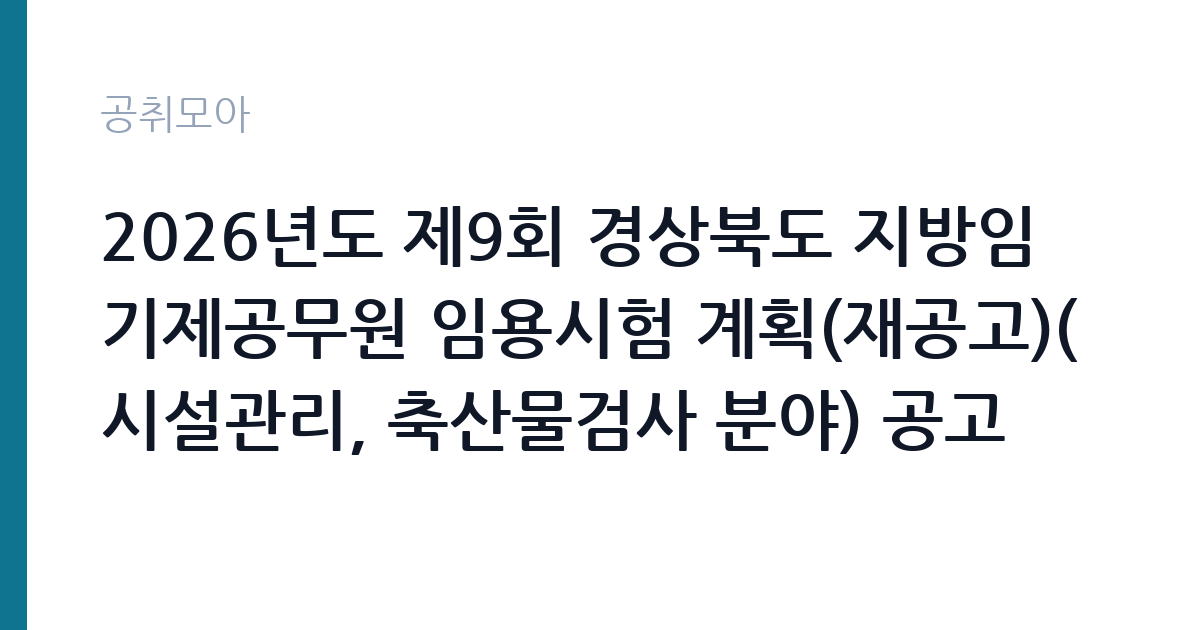 공취모아
2026년도 제9회 경상북도 지방임
기제공무원 임용시험 계획(재공고)(
시설관리, 축산물검사 분야) 공고